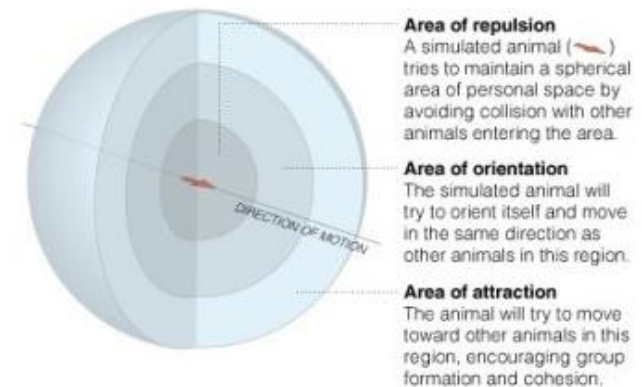 Area of repulsion
A simulated animal ( )
tries to maintain a spherical
area of personal space by
avoiding collision with other
animals entering the area.
Area of orientation
The simulated animal will
try to orient itself and move
in the same direction as
other animals in this region.
DIRECTION OF MOTION
Area of attraction
The animal will try to move
toward other animals in this
region, encouraging group
formation and cohesion.